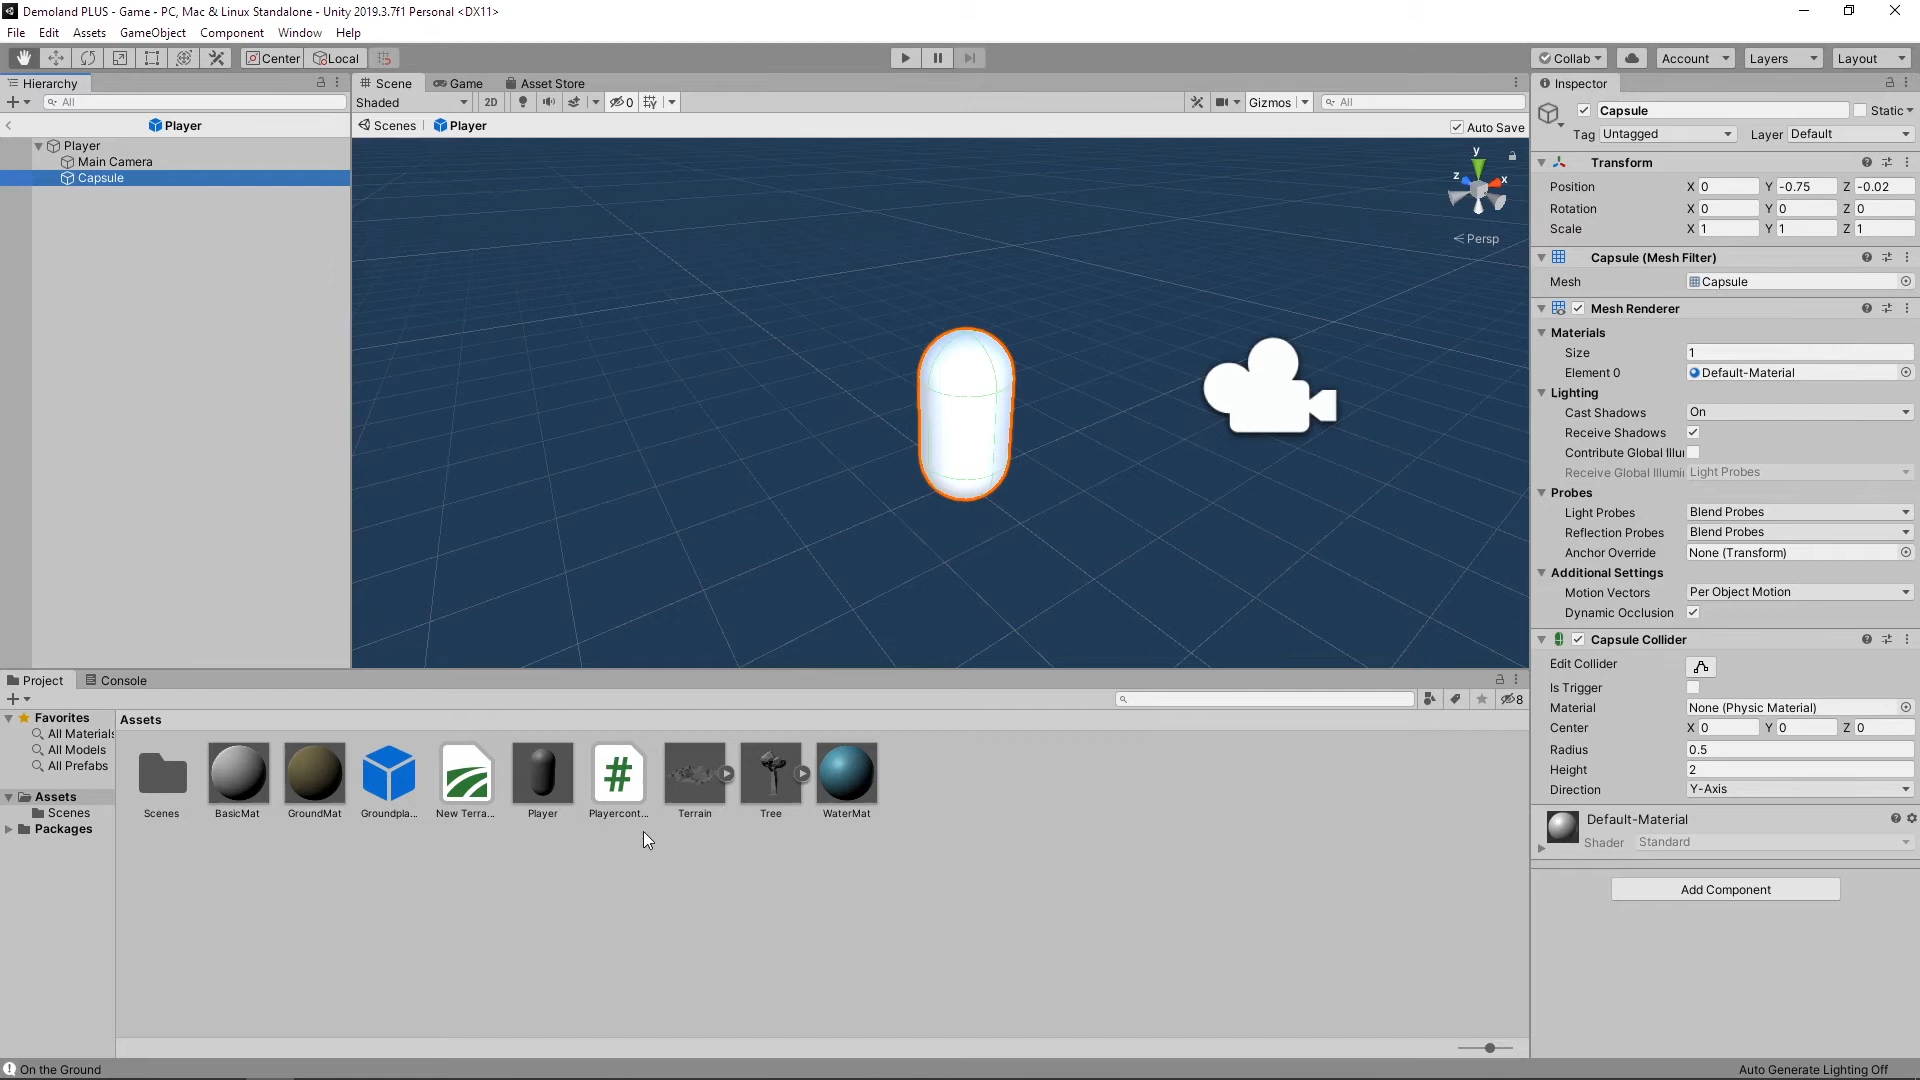 Demoland PLUS - Game - PC, Mac & Linux Standalone - Unity 2019.3.7f1 Personal <DX11>
File Edit Assets GameObject Component Window Help
Center Local Collab Account Layers Layout
Hierarchy
All
Player
Player
Main Camera
Capsule
Scene Game Asset Store
Shaded 2D 0 Gizmos All
Scenes Player Auto Save
y
z x
Persp
Inspector
Capsule Static
Tag Untagged Layer Default
Transform
Position X 0 Y -0.75 Z -0.02
Rotation X 0 Y 0 Z 0
Scale X 1 Y 1 Z 1
Capsule (Mesh Filter)
Mesh Capsule
Mesh Renderer
Materials
Size 1
Element 0 Default-Material
Lighting
Cast Shadows On
Receive Shadows
Contribute Global Illu
Receive Global Illumi Light Probes
Probes
Light Probes Blend Probes
Reflection Probes Blend Probes
Anchor Override None (Transform)
Additional Settings
Motion Vectors Per Object Motion
Dynamic Occlusion
Capsule Collider
Edit Collider
Is Trigger
Material None (Physic Material)
Center X 0 Y 0 Z 0
Radius 0.5
Height 2
Direction Y-Axis
Default-Material
Shader Standard
Add Component
Project Console
8
Favorites
All Materials
All Models
All Prefabs
Assets
Scenes
Packages
Assets
#
Scenes BasicMat GroundMat Groundpla... New Terra... Player Playercont... Terrain Tree WaterMat
On the Ground
Auto Generate Lighting Off